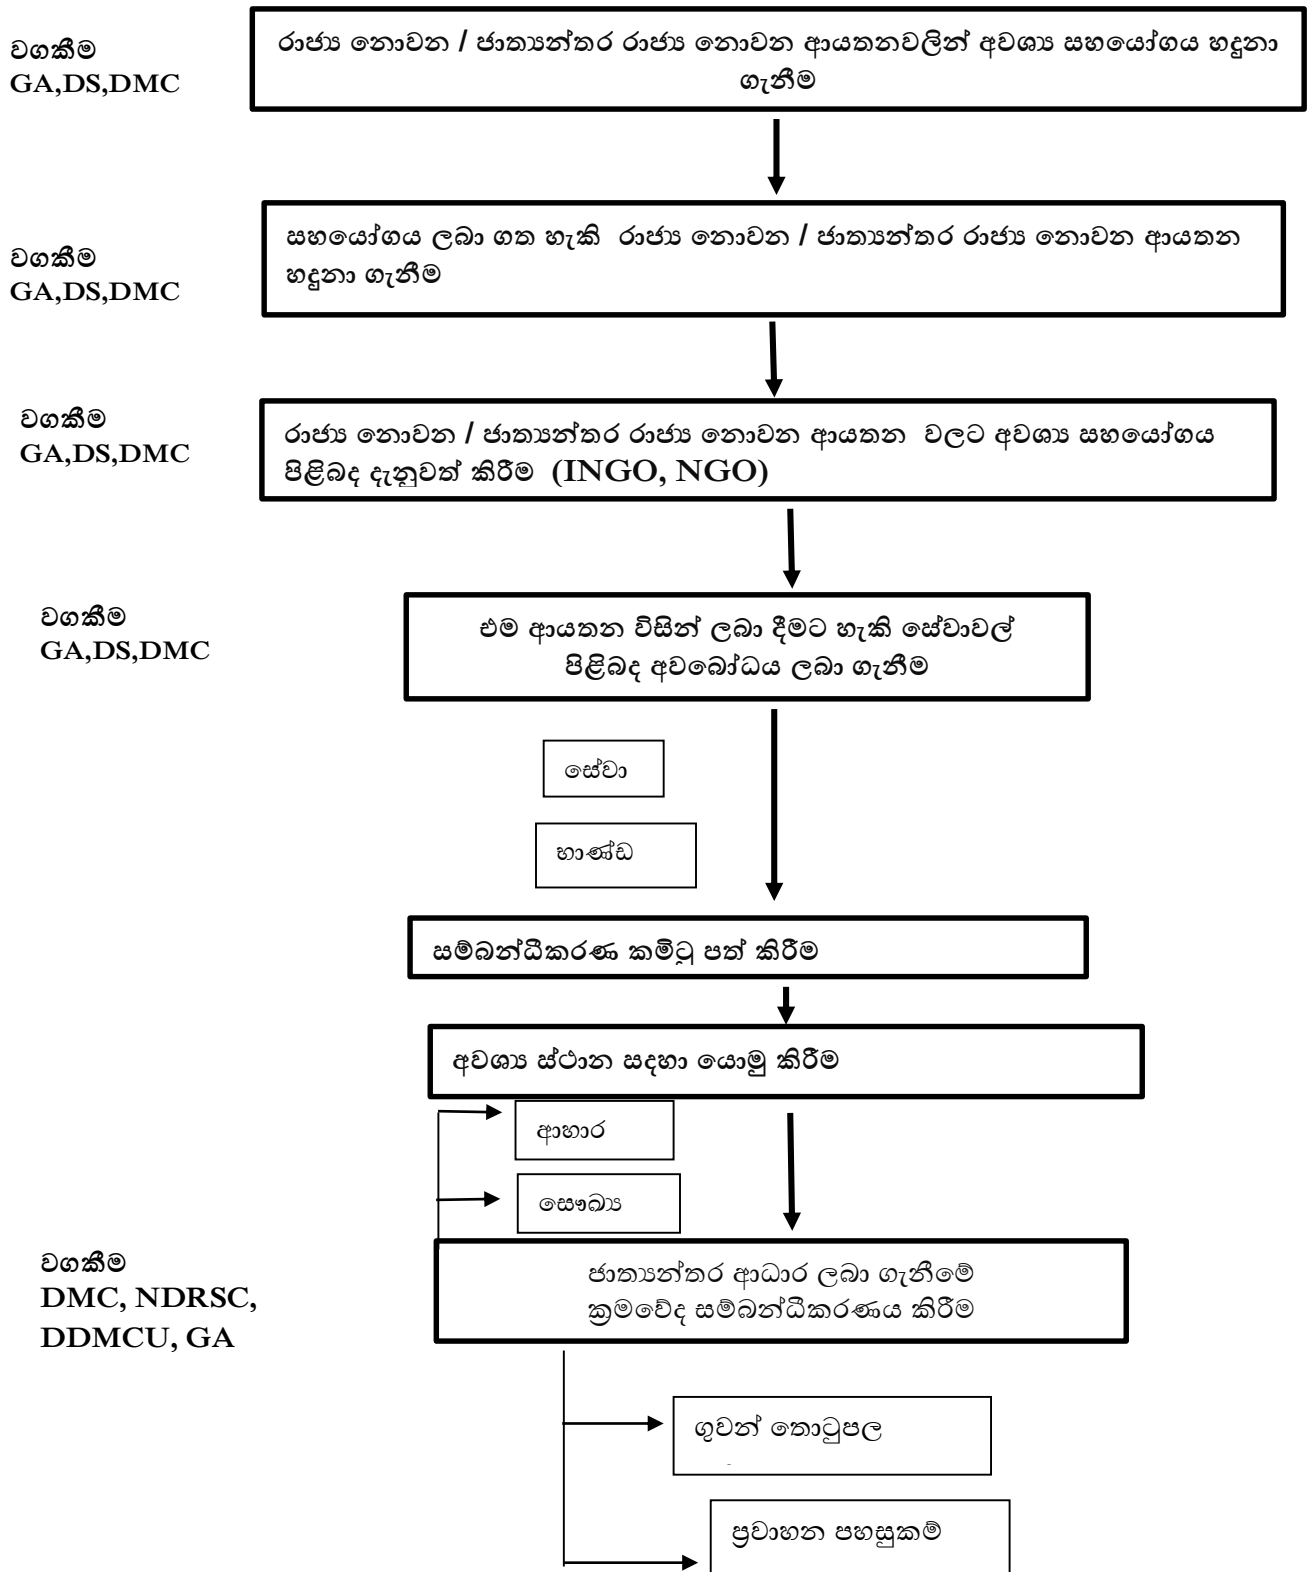 වගකීම
GA,DS,DMC
රාජ්‍ය නොවන / ජාත්‍යන්තර රාජ්‍ය නොවන ආයතනවලින් අවශ්‍ය සහයෝගය හදුනා
ගැනීම
වගකීම
GA,DS,DMC
සහයෝගය ලබා ගත හැකි රාජ්‍ය නොවන / ජාත්‍යන්තර රාජ්‍ය නොවන ආයතන
හදුනා ගැනීම
වගකීම
GA,DS,DMC
රාජ්‍ය නොවන / ජාත්‍යන්තර රාජ්‍ය නොවන ආයතන වලට අවශ්‍ය සහයෝගය
පිළිබද දැනුවත් කිරීම (INGO, NGO)
වගකීම
GA,DS,DMC
එම ආයතන විසින් ලබා දීමට හැකි සේවාවල්
පිළිබද අවබෝධය ලබා ගැනීම
සේවා
භාණ්ඩ
සම්බන්ධීකරණ කමිටු පත් කිරීම
අවශ්‍ය ස්ථාන සදහා යොමු කිරීම
ආහාර
සෞඛ්‍ය
වගකීම
DMC, NDRSC,
DDMCU, GA
ජාත්‍යන්තර ආධාර ලබා ගැනීමේ
ක්‍රමවේද සම්බන්ධීකරණය කිරීම
ගුවන් තොටුපල
ප්‍රවාහන පහසුකම්